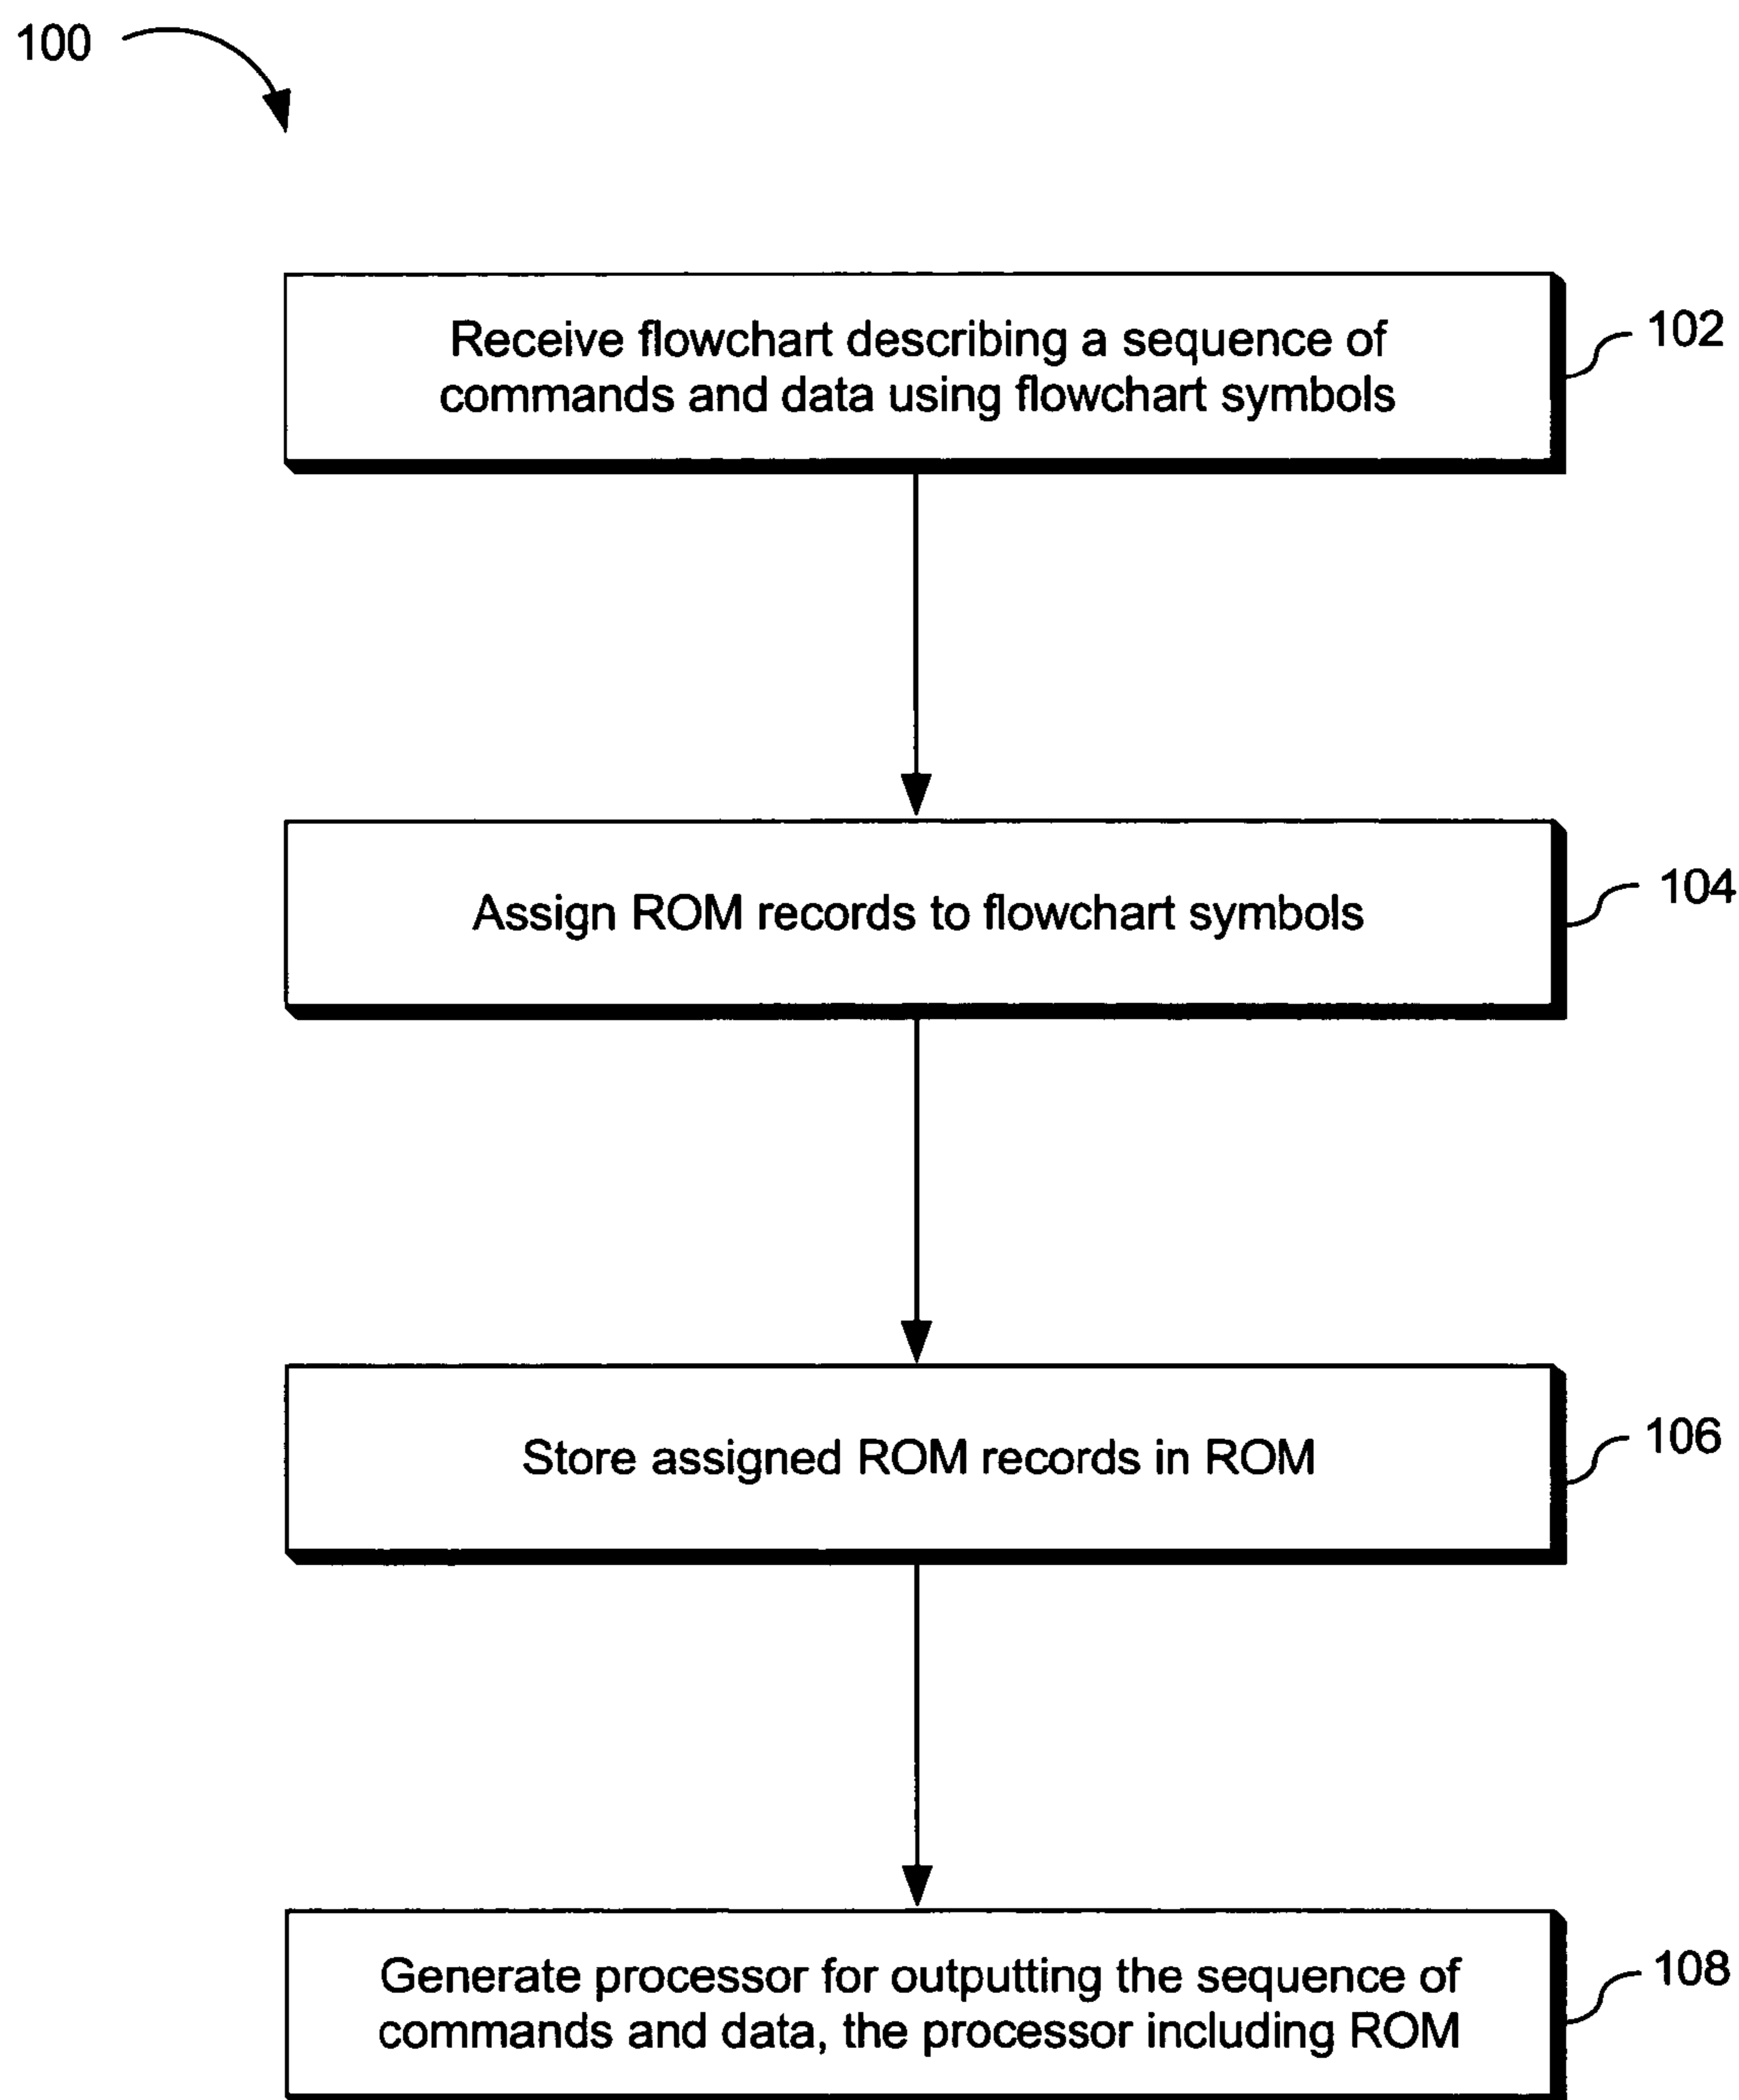 100
Receive flowchart describing a sequence of
commands and data using flowchart symbols
102
Assign ROM records to flowchart symbols
104
Store assigned ROM records in ROM
106
Generate processor for outputting the sequence of
commands and data, the processor including ROM
108